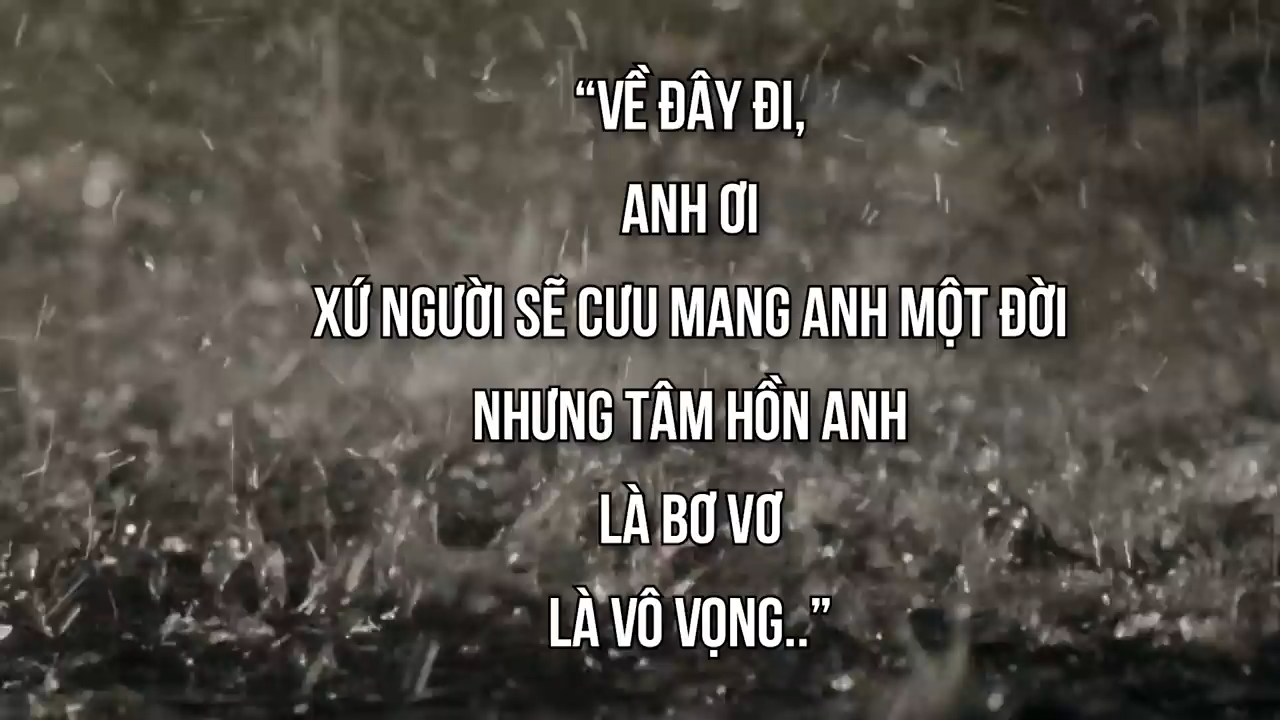 “VỀ ĐÂY ĐI,
ANH ƠI
XỨ NGƯỜI SẼ CƯU MANG ANH MỘT ĐỜI
NHƯNG TÂM HỒN ANH
LÀ BƠ VƠ
LÀ VÔ VỌNG..”